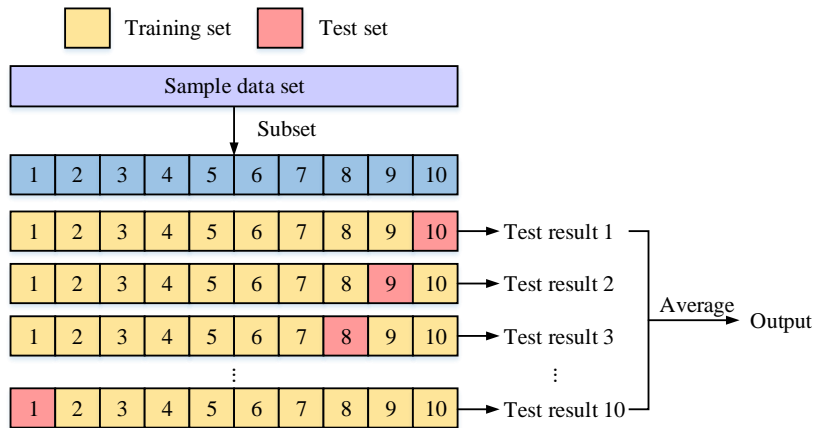 Training set Test set
Sample data set
Subset
1 2 3 4 5 6 7 8 9 10
1 2 3 4 5 6 7 8 9 10 Test result 1
1 2 3 4 5 6 7 8 9 10 Test result 2
Average
Output
1 2 3 4 5 6 7 8 9 10 Test result 3
⋮ ⋮
1 2 3 4 5 6 7 8 9 10 Test result 10